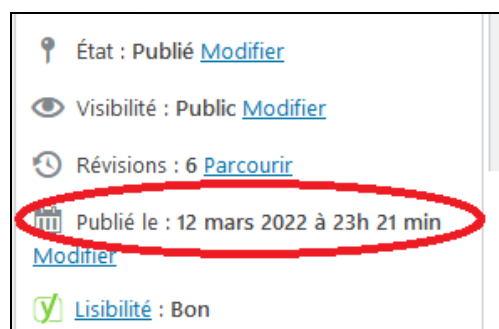 État : Publié Modifier
Visibilité : Public Modifier
Révisions : 6 Parcourir
Publié le : 12 mars 2022 à 23h 21 min
Modifier
Lisibilité : Bon